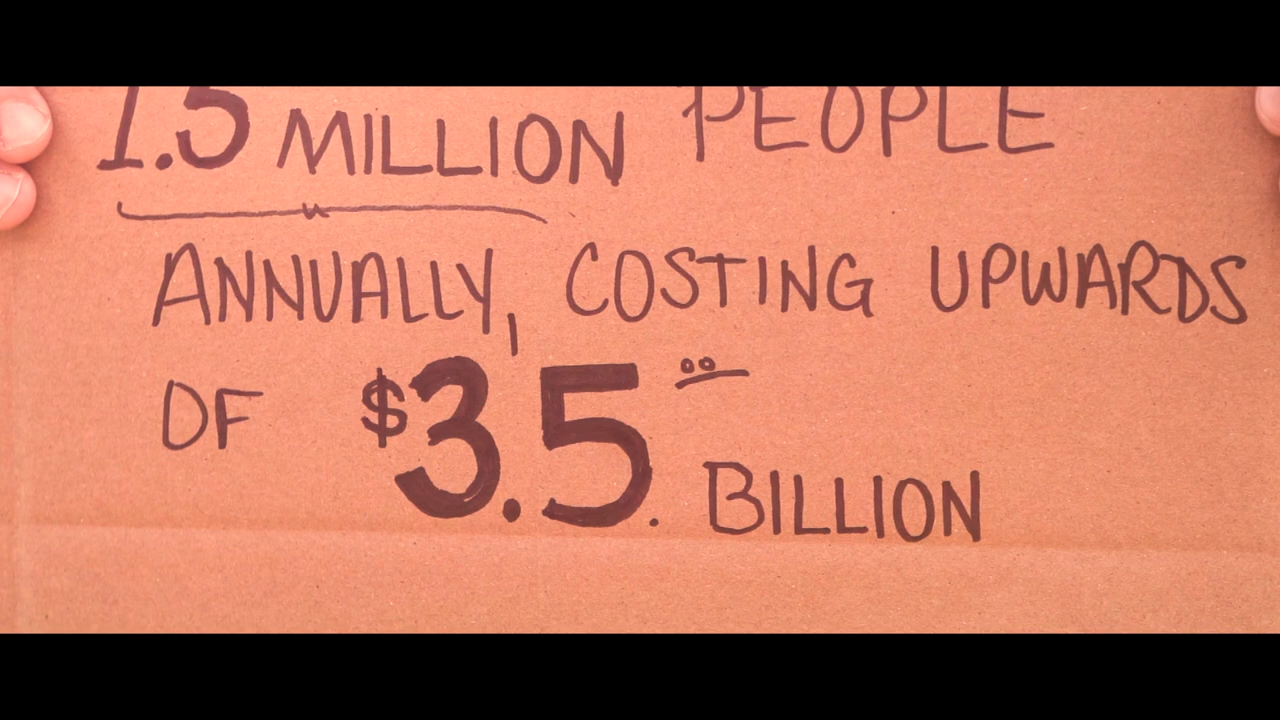 1.5 MILLION PEOPLE
ANNUALLY, COSTING UPWARDS
OF $3.5.00 BILLION